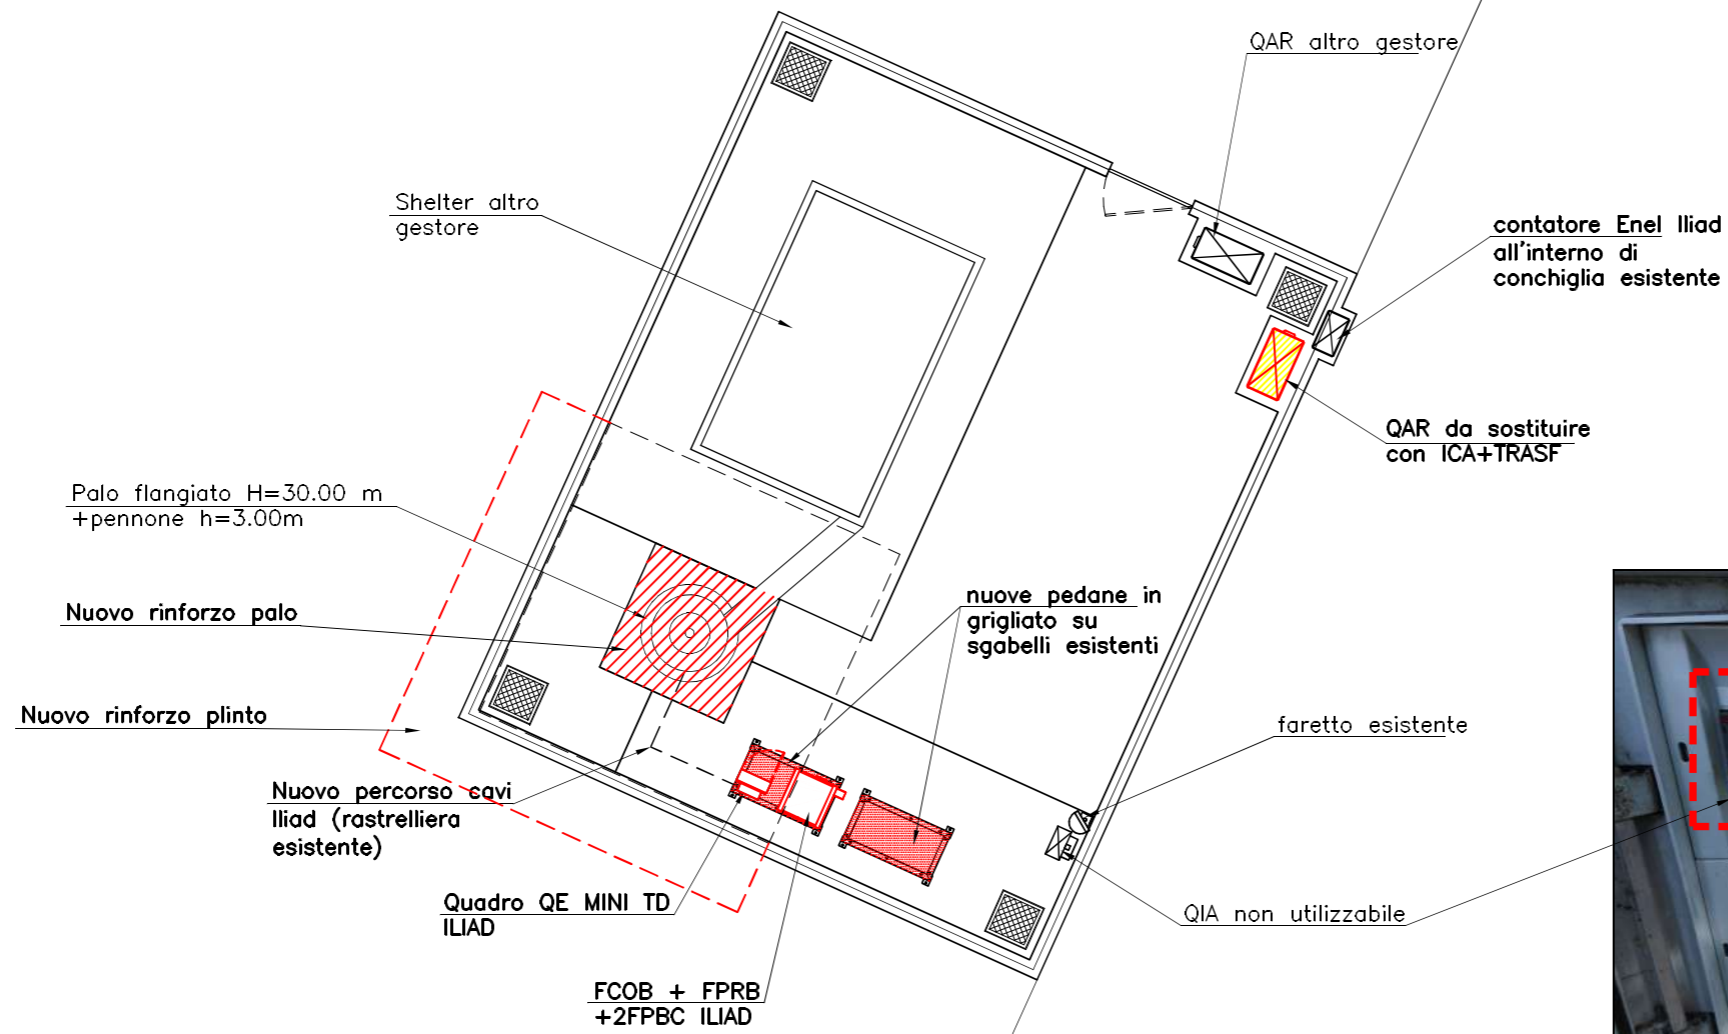 QAR altro gestore
Shelter altro
gestore
contatore Enel Iliad
all'interno di
conchiglia esistente
QAR da sostituire
con ICA+TRASF
Palo flangiato H=30.00 m
+pennone h=3.00m
Nuovo rinforzo palo
nuove pedane in
grigliato su
sgabelli esistenti
Nuovo rinforzo plinto
faretto esistente
Nuovo percorso cavi
Iliad (rastrelliera
esistente)
Quadro QE MINI TD
ILIAD
QIA non utilizzabile
FCOB + FPRB
+2FPBC ILIAD